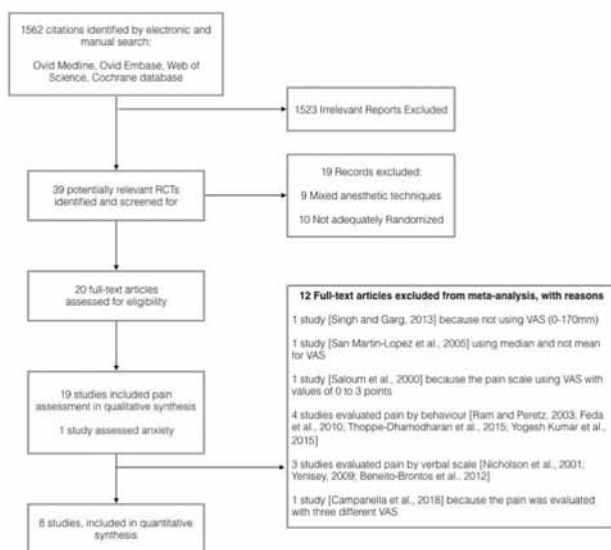 1562 citations identified by electronic and
manual search:
Ovid Medline, Ovid Embase, Web of
Science, Cochrane database
1523 Irrelevant Reports Excluded
39 potentially relevant RCTs
identified and screened for
19 Records excluded:
9 Mixed anesthetic techniques
10 Not adequately Randomized
20 full-text articles
assessed for eligibility
12 Full-text articles excluded from meta-analysis, with reasons
1 study [Singh and Garg, 2013] because not using VAS (0-170mm)
1 study [San Martin-Lopez et al., 2005] using median and not mean
for VAS
1 study [Saloum et al., 2000] because the pain scale using VAS with
values of 0 to 3 points
4 studies evaluated pain by behaviour [Ram and Peretz, 2003; Feda
et al., 2010; Thoppe-Dhamodharan et al., 2015; Yogesh Kumar et al.,
2015]
3 studies evaluated pain by verbal scale [Nicholson et al., 2001;
Yenisey, 2009; Beneito-Brontos et al., 2012]
1 study [Campanella et al., 2018] because the pain was evaluated
with three different VAS
19 studies included pain
assessment in qualitative synthesis
1 study assessed anxiety
8 studies, included in quantitative
synthesis